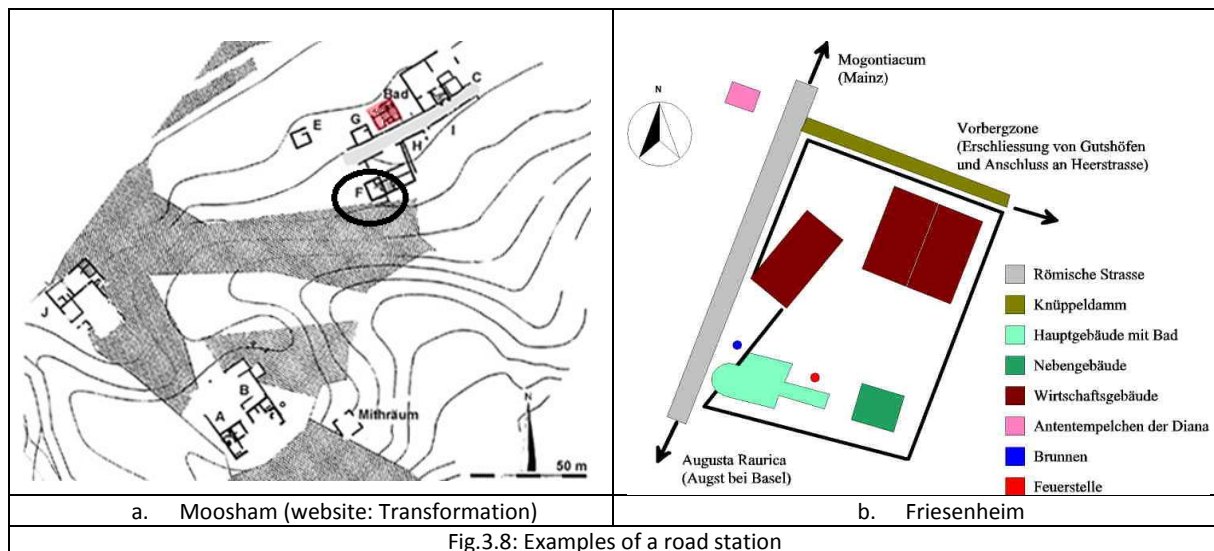 Bad
C
G
E
I
H
F
J
B
A
Mithräum
N
50 m
Mogontiacum
(Mainz)
N
Vorbergzone
(Erschliessung von Gutshöfen
und Anschluss an Heerstrasse)
Römische Strasse
Knüppeldamm
Hauptgebäude mit Bad
Nebengebäude
Wirtschaftsgebäude
Antentempelchen der Diana
Brunnen
Feuerstelle
Augusta Raurica
(Augst bei Basel)
a. Moosham (website: Transformation)
b. Friesenheim
Fig.3.8: Examples of a road station